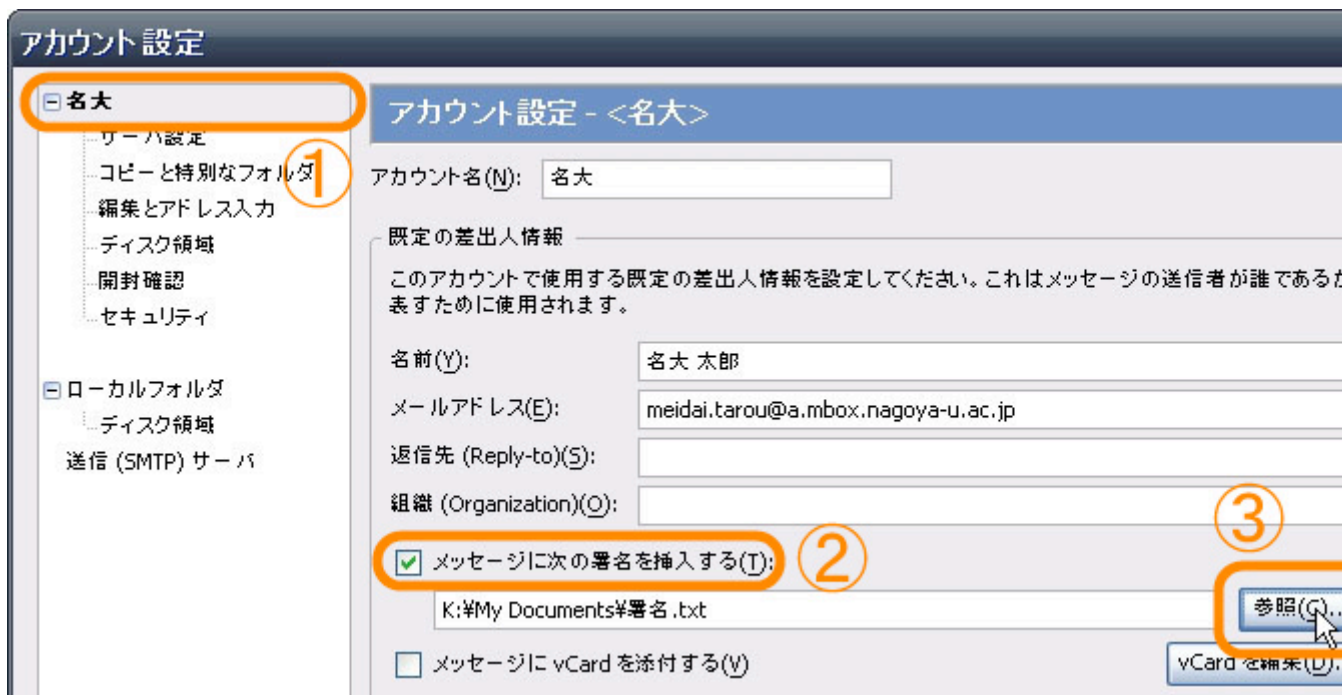 アカウント設定
名大
サーバ設定
コピーと特別なフォルダ
編集とアドレス入力
ディスク領域
開封確認
セキュリティ
ローカルフォルダ
ディスク領域
送信 (SMTP) サーバ
①
アカウント設定 - <名大>
アカウント名(N): 名大
既定の差出人情報
このアカウントで使用する既定の差出人情報を設定してください。これはメッセージの送信者が誰であるか
表すために使用されます。
名前(Y): 名大 太郎
メールアドレス(E): meidai.tarou@a.mbox.nagoya-u.ac.jp
返信先 (Reply-to)(S):
組織 (Organization)(O):
メッセージに次の署名を挿入する(T): ②
③
K:¥My Documents¥署名.txt 参照(C)...
メッセージに vCard を添付する(V) vCard を編集(D).